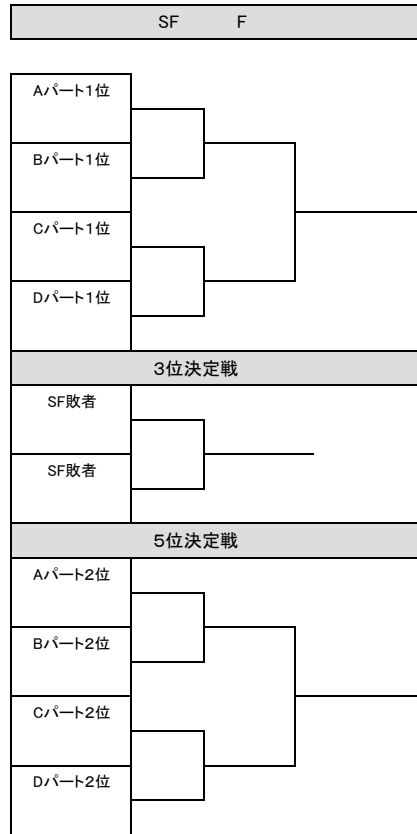 SF F
Aパート1位
Bパート1位
Cパート1位
Dパート1位
3位決定戦
SF敗者
SF敗者
5位決定戦
Aパート2位
Bパート2位
Cパート2位
Dパート2位